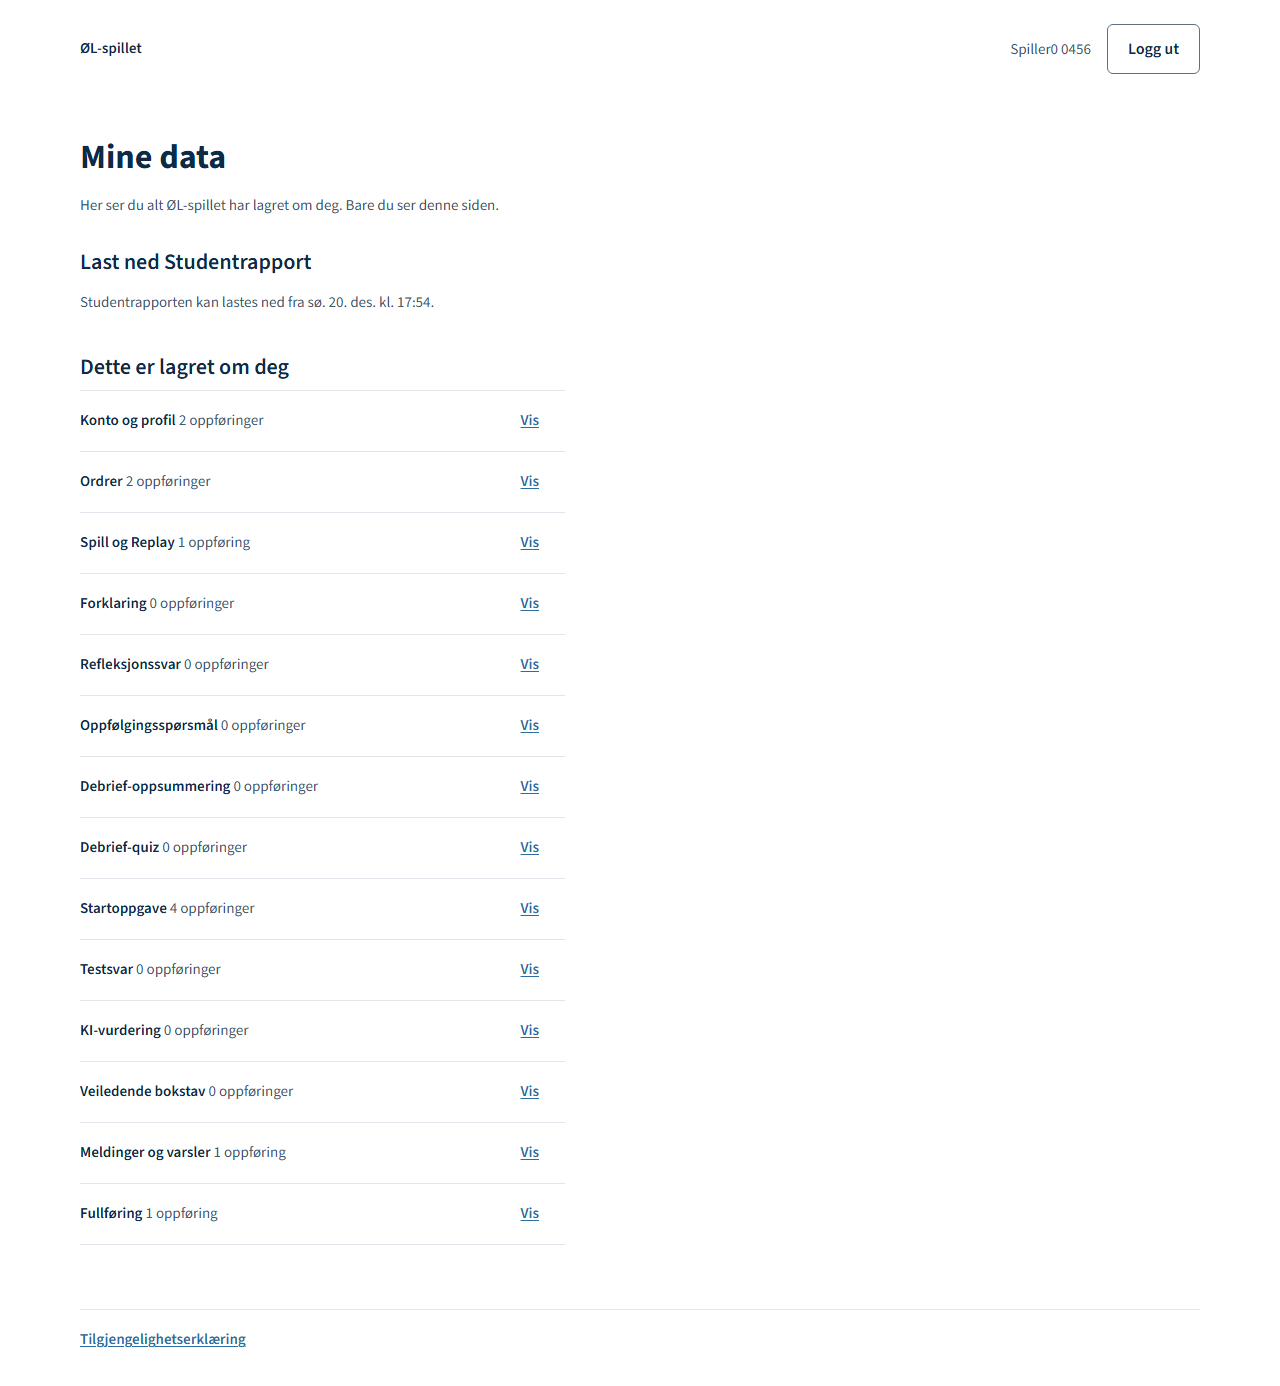 ØL-spillet
Spiller0 0456
Logg ut
Mine data
Her ser du alt ØL-spillet har lagret om deg. Bare du ser denne siden.
Last ned Studentrapport
Studentrapporten kan lastes ned fra sø. 20. des. kl. 17:54.
Dette er lagret om deg
Konto og profil 2 oppføringer Vis
Ordrer 2 oppføringer Vis
Spill og Replay 1 oppføring Vis
Forklaring 0 oppføringer Vis
Refleksjonssvar 0 oppføringer Vis
Oppfølgingsspørsmål 0 oppføringer Vis
Debrief-oppsummering 0 oppføringer Vis
Debrief-quiz 0 oppføringer Vis
Startoppgave 4 oppføringer Vis
Testsvar 0 oppføringer Vis
KI-vurdering 0 oppføringer Vis
Veiledende bokstav 0 oppføringer Vis
Meldinger og varsler 1 oppføring Vis
Fullføring 1 oppføring Vis
Tilgjengelighetserklæring